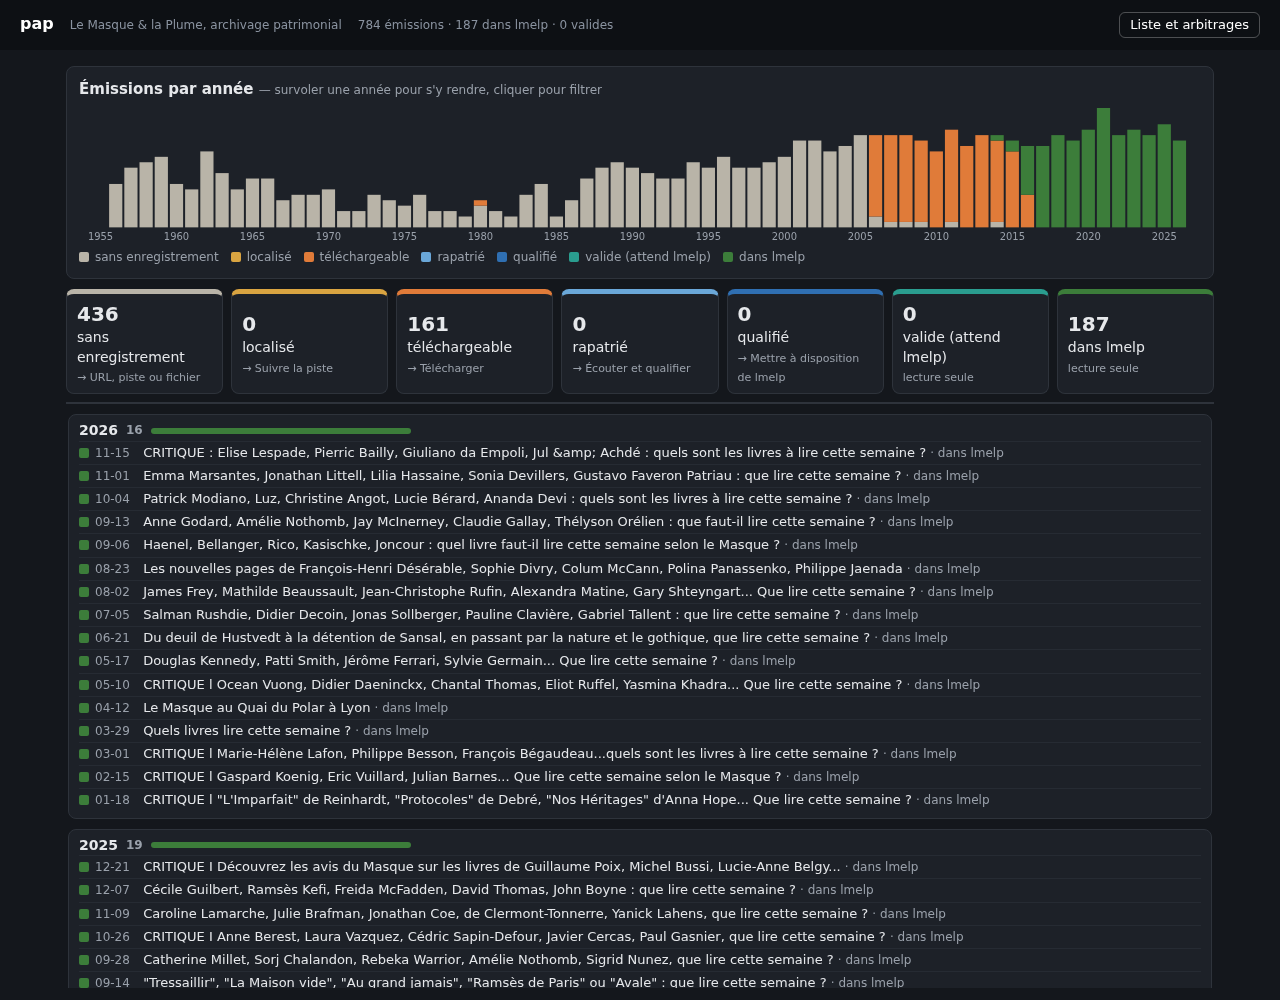 pap Le Masque & la Plume, archivage patrimonial 784 émissions · 187 dans lmelp · 0 valides Liste et arbitrages
Émissions par année — survoler une année pour s'y rendre, cliquer pour filtrer
1955 1960 1965 1970 1975 1980 1985 1990 1995 2000 2005 2010 2015 2020 2025
sans enregistrement localisé téléchargeable rapatrié qualifié valide (attend lmelp) dans lmelp
436
sans
enregistrement
→ URL, piste ou fichier
0
localisé
→ Suivre la piste
161
téléchargeable
→ Télécharger
0
rapatrié
→ Écouter et qualifier
0
qualifié
→ Mettre à disposition
de lmelp
0
valide (attend
lmelp)
lecture seule
187
dans lmelp
lecture seule
2026 16
11-15 CRITIQUE : Elise Lespade, Pierric Bailly, Giuliano da Empoli, Jul &amp; Achdé : quels sont les livres à lire cette semaine ? · dans lmelp
11-01 Emma Marsantes, Jonathan Littell, Lilia Hassaine, Sonia Devillers, Gustavo Faveron Patriau : que lire cette semaine ? · dans lmelp
10-04 Patrick Modiano, Luz, Christine Angot, Lucie Bérard, Ananda Devi : quels sont les livres à lire cette semaine ? · dans lmelp
09-13 Anne Godard, Amélie Nothomb, Jay McInerney, Claudie Gallay, Thélyson Orélien : que faut-il lire cette semaine ? · dans lmelp
09-06 Haenel, Bellanger, Rico, Kasischke, Joncour : quel livre faut-il lire cette semaine selon le Masque ? · dans lmelp
08-23 Les nouvelles pages de François-Henri Désérable, Sophie Divry, Colum McCann, Polina Panassenko, Philippe Jaenada · dans lmelp
08-02 James Frey, Mathilde Beaussault, Jean-Christophe Rufin, Alexandra Matine, Gary Shteyngart... Que lire cette semaine ? · dans lmelp
07-05 Salman Rushdie, Didier Decoin, Jonas Sollberger, Pauline Clavière, Gabriel Tallent : que lire cette semaine ? · dans lmelp
06-21 Du deuil de Hustvedt à la détention de Sansal, en passant par la nature et le gothique, que lire cette semaine ? · dans lmelp
05-17 Douglas Kennedy, Patti Smith, Jérôme Ferrari, Sylvie Germain... Que lire cette semaine ? · dans lmelp
05-10 CRITIQUE l Ocean Vuong, Didier Daeninckx, Chantal Thomas, Eliot Ruffel, Yasmina Khadra... Que lire cette semaine ? · dans lmelp
04-12 Le Masque au Quai du Polar à Lyon · dans lmelp
03-29 Quels livres lire cette semaine ? · dans lmelp
03-01 CRITIQUE l Marie-Hélène Lafon, Philippe Besson, François Bégaudeau...quels sont les livres à lire cette semaine ? · dans lmelp
02-15 CRITIQUE l Gaspard Koenig, Eric Vuillard, Julian Barnes... Que lire cette semaine selon le Masque ? · dans lmelp
01-18 CRITIQUE l "L'Imparfait" de Reinhardt, "Protocoles" de Debré, "Nos Héritages" d'Anna Hope... Que lire cette semaine ? · dans lmelp
2025 19
12-21 CRITIQUE I Découvrez les avis du Masque sur les livres de Guillaume Poix, Michel Bussi, Lucie-Anne Belgy... · dans lmelp
12-07 Cécile Guilbert, Ramsès Kefi, Freida McFadden, David Thomas, John Boyne : que lire cette semaine ? · dans lmelp
11-09 Caroline Lamarche, Julie Brafman, Jonathan Coe, de Clermont-Tonnerre, Yanick Lahens, que lire cette semaine ? · dans lmelp
10-26 CRITIQUE I Anne Berest, Laura Vazquez, Cédric Sapin-Defour, Javier Cercas, Paul Gasnier, que lire cette semaine ? · dans lmelp
09-28 Catherine Millet, Sorj Chalandon, Rebeka Warrior, Amélie Nothomb, Sigrid Nunez, que lire cette semaine ? · dans lmelp
09-14 "Tressaillir", "La Maison vide", "Au grand jamais", "Ramsès de Paris" ou "Avale" : que lire cette semaine ? · dans lmelp